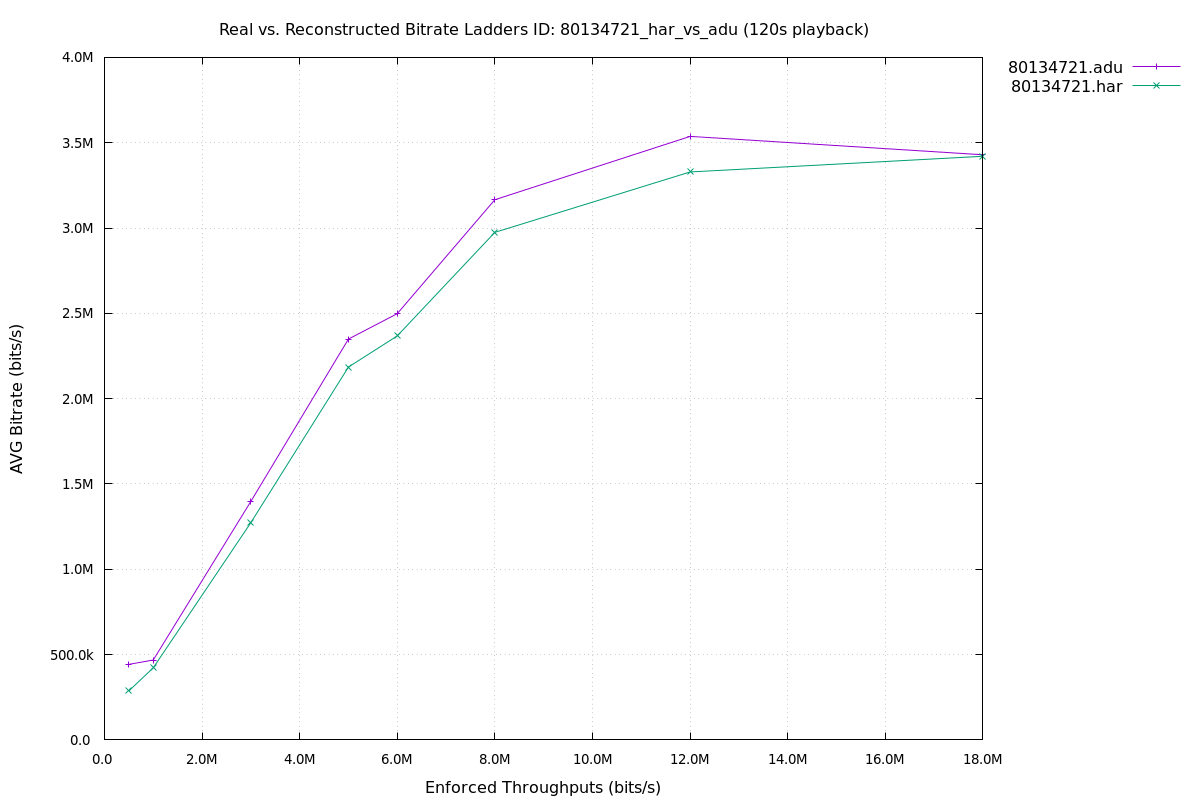 Real vs. Reconstructed Bitrate Ladders ID: 80134721_har_vs_adu (120s playback)
80134721.adu
80134721.har
AVG Bitrate (bits/s)
4.0M
3.5M
3.0M
2.5M
2.0M
1.5M
1.0M
500.0k
0.0
0.0 2.0M 4.0M 6.0M 8.0M 10.0M 12.0M 14.0M 16.0M 18.0M
Enforced Throughputs (bits/s)